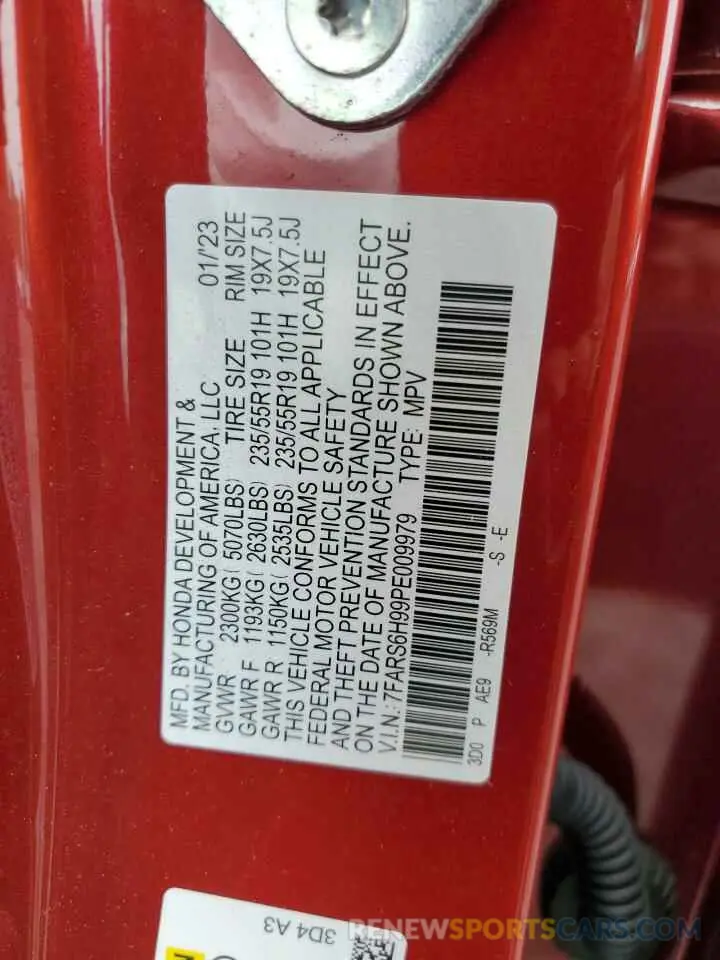 MFD. BY HONDA DEVELOPMENT &
MANUFACTURING OF AMERICA, LLC 01/'23
GVWR 2300KG( 5070LBS) TIRE SIZE RIM SIZE
GAWR F 1193KG( 2630LBS) 235/55R19 101H 19X7.5J
GAWR R 1150KG( 2535LBS) 235/55R19 101H 19X7.5J
THIS VEHICLE CONFORMS TO ALL APPLICABLE
FEDERAL MOTOR VEHICLE SAFETY
AND THEFT PREVENTION STANDARDS IN EFFECT
ON THE DATE OF MANUFACTURE SHOWN ABOVE.
V.I.N.: 7FARS6H99PE009979 TYPE: MPV
3D0 P AE9 -R569M -S -E
3D4 A3
RENEWSPORTSCARS.COM